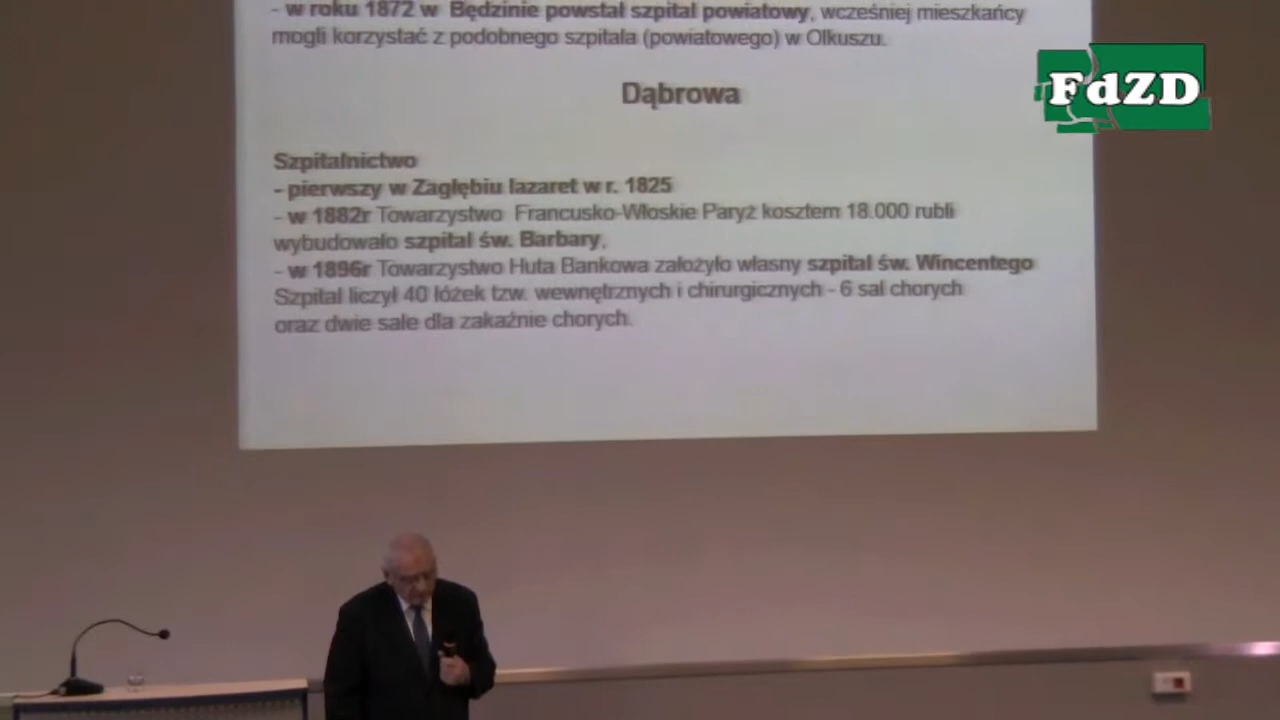 - w roku 1872 w Będzinie powstał szpital powiatowy, wcześniej mieszkańcy
mogli korzystać z podobnego szpitala (powiatowego) w Olkuszu.
FdZD
Dąbrowa
Szpitalnictwo
- pierwszy w Zagłębiu lazaret w r. 1825
- w 1882r Towarzystwo Francusko-Włoskie Paryż kosztem 18.000 rubli
wybudowało szpital św. Barbary,
- w 1896r Towarzystwo Huta Bankowa założyło własny szpital św. Wincentego
Szpital liczył 40 łóżek tzw. wewnętrznych i chirurgicznych - 6 sal chorych
oraz dwie sale dla zakaźnie chorych.